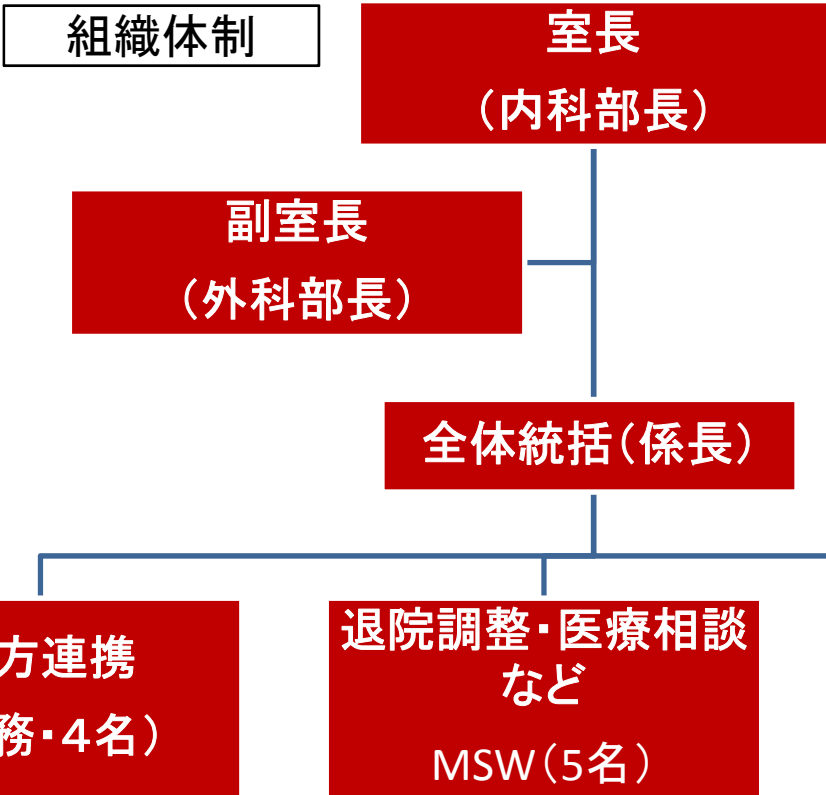 組織体制
室長
（内科部長）
副室長
（外科部長）
全体統括（係長）
方連携
務・4名）
退院調整・医療相談
など
MSW（5名）